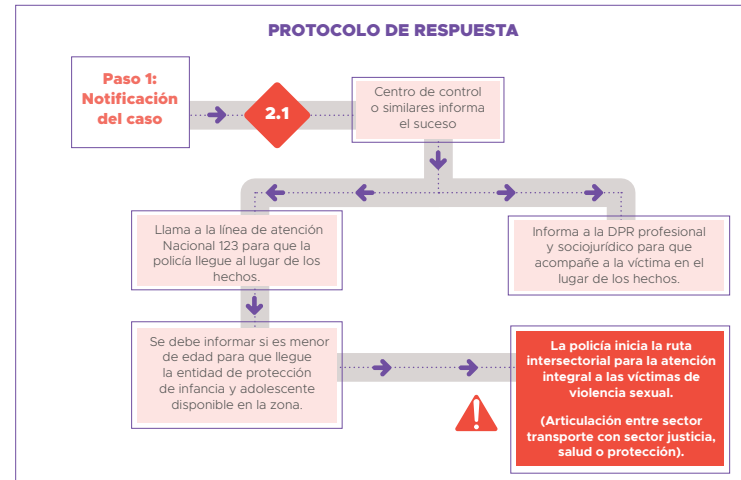 PROTOCOLO DE RESPUESTA
Paso 1:
Notificación
del caso
2.1
Centro de control
o similares informa
el suceso
Llama a la línea de atención
Nacional 123 para que la
policía llegue al lugar de los
hechos.
Informa a la DPR profesional
y sociojurídico para que
acompañe a la víctima en el
lugar de los hechos.
Se debe informar si es menor
de edad para que llegue
la entidad de protección
de infancia y adolescente
disponible en la zona.
La policía inicia la ruta
intersectorial para la atención
integral a las víctimas de
violencia sexual.
(Articulación entre sector
transporte con sector justicia,
salud o protección).